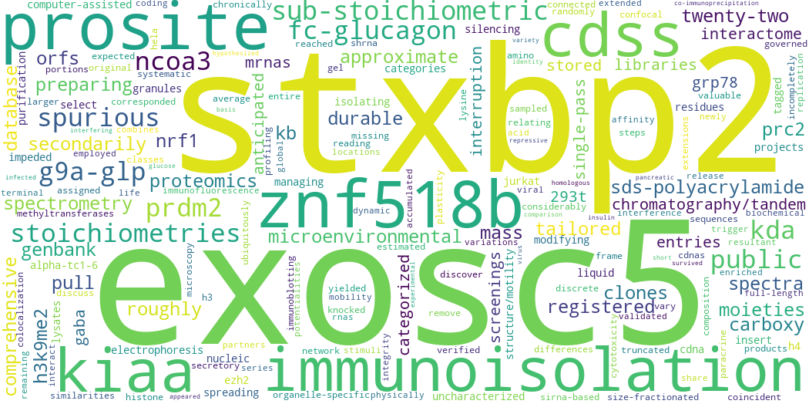 computer-assisted coding chronically extended co-immunoprecipitation
prosite sub-stoichiometric cdss connected randomly confocal twenty-two
hela fc-glucagon silencing interactome
orfs ncoa3 mrnas reached shrna approximate stored libraries governed
database purification portions original expected systematic gel amino categories variety identity
preparing granules larger select corresponded average basis entire isolating
stxbp2
anticipated interruption lysine single-pass sampled relating acid repressive newly
grp78 valuable residues affinity steps tagged incompletely replication
spurious nrf1 kb durable prc2
secondarily impeded employed combines interfering classes profiling globally missing reading locations
jurkat viral homologous extensions projects
g9a-glp proteomics managing 293t pancreatic release
infected terminal assigned life immunofluorescence glucose
spectrometry methyltransferases prdm2 znf518b accumulated dynamic plasticity considerably modifying insulin comparison
sds-polyacrylamide
chromatography/tandem
interference sequences biochemical
stoichiometries ubiquitously microenvironmental mass variations tailored entries kda
genbank estimated virus frame cdnas survived trigger resultant
alpha-tc1-6 discuss
exosc5
comprehensive colocalization pull roughly microscopy h3 immunoblotting potentialities yielded mobility knocked rnas discover remove categorized screenings structure/motility liquid discrete short public
enriched full-length spectra
h3k9me2 gaba lysates interact
clones registered vary validated composition moieties carboxy
electrophoresis partners network stimuli integrity experimental verified differences cytotoxicity truncated cdna insert products h4
remaining secretory nucleic series ezh2
kiaa immunoisolation share paracrine
similarities histone appeared spreading organelle-specificphysically uncharacterized sirna-based size-fractionated coincident